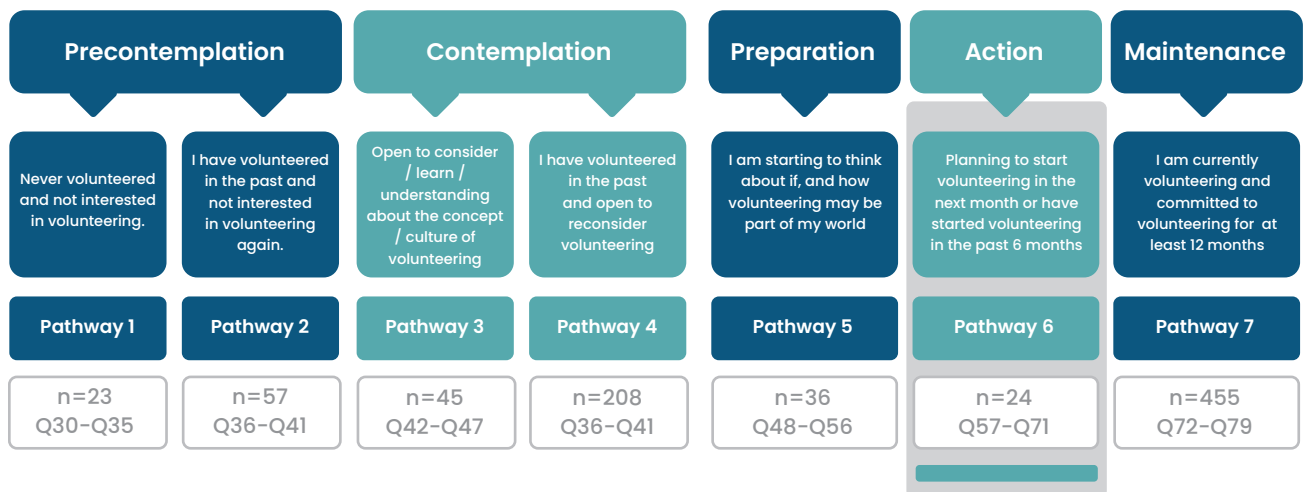 Precontemplation
Contemplation
Preparation
Action
Maintenance
Never volunteered
and not interested
in volunteering.
I have volunteered
in the past and
not interested
in volunteering
again.
Open to consider
/ learn /
understanding
about the concept
/ culture of
volunteering
I have volunteered
in the past
and open to
reconsider
volunteering
I am starting to think
about if, and how
volunteering may be
part of my world
Planning to start
volunteering in the
next month or have
started volunteering
in the past 6 months
I am currently
volunteering and
committed to
volunteering for at
least 12 months
Pathway 1
Pathway 2
Pathway 3
Pathway 4
Pathway 5
Pathway 6
Pathway 7
n=23
Q30-Q35
n=57
Q36-Q41
n=45
Q42-Q47
n=208
Q36-Q41
n=36
Q48-Q56
n=24
Q57-Q71
n=455
Q72-Q79